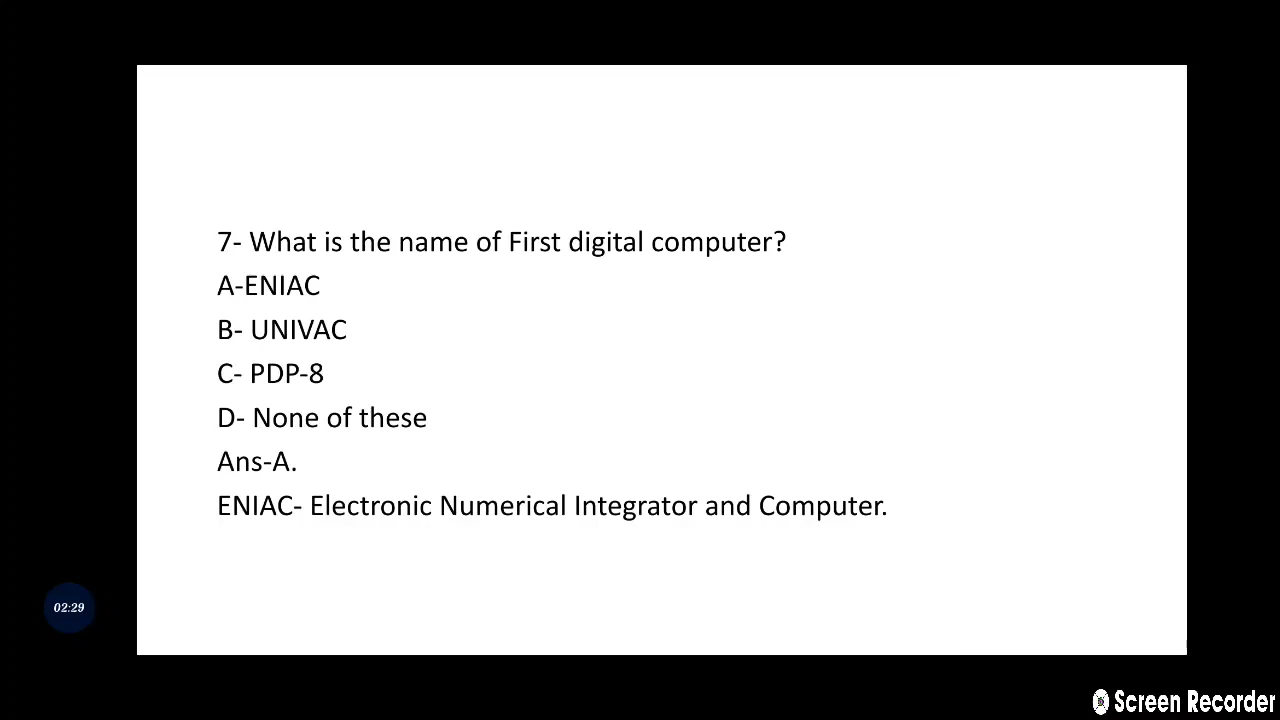 7- What is the name of First digital computer?
A-ENIAC
B- UNIVAC
C- PDP-8
D- None of these
Ans-A.
ENIAC- Electronic Numerical Integrator and Computer.
02:29
Screen Recorder